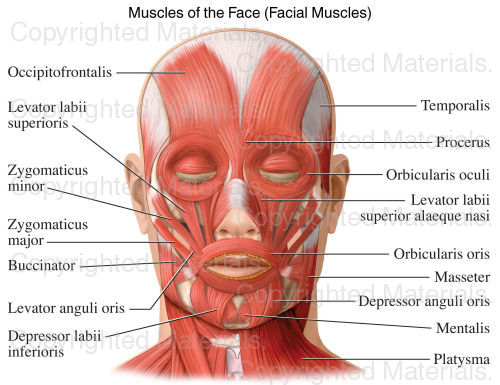 Muscles of the Face (Facial Muscles)
Copyrighted Materials.
Occipitofrontalis
Copyrighted Materials.
Levator labii
superioris
Temporalis
Copyrighted Materials.
Procerus
Zygomaticus
minor
Orbicularis oculi
Copyrighted Materials.
Levator labii
superior alaeque nasi
Zygomaticus
major
Copyrighted Materials.
Orbicularis oris
Buccinator
Masseter
Copyrighted Materials.
Levator anguli oris
Depressor anguli oris
Depressor labii
inferioris
Mentalis
Copyrighted Materials.
Platysma
Copyrighted Materials.